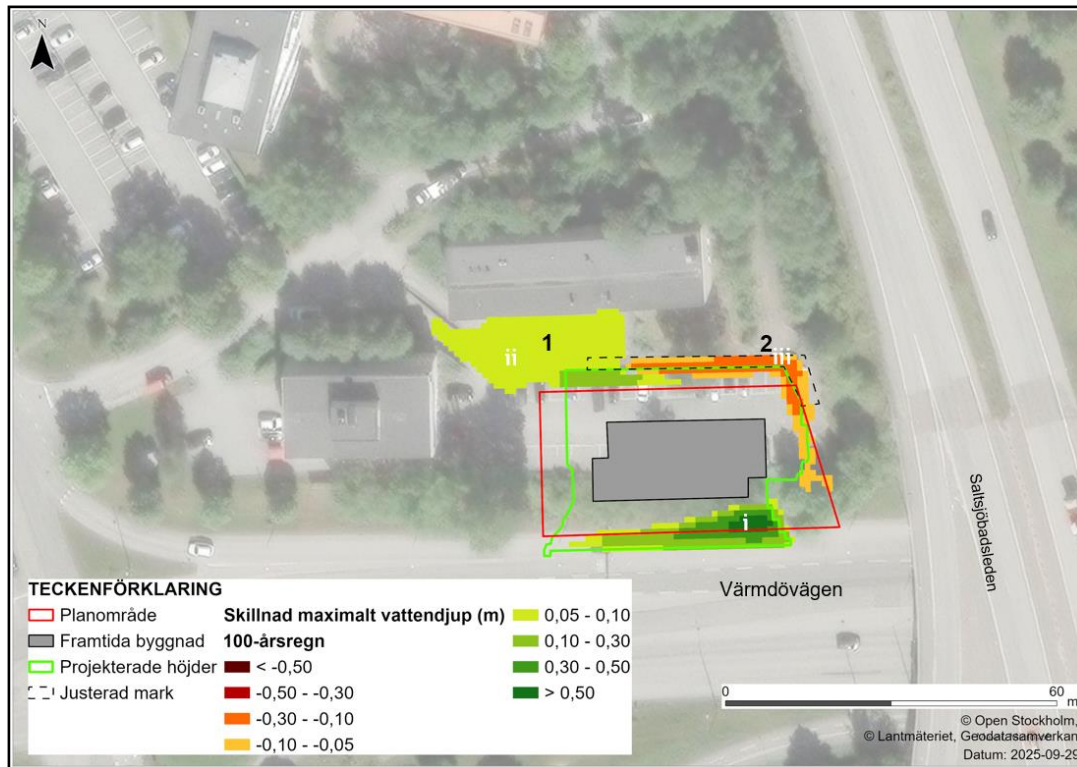 N
1
2
ii
iii
i
Saltsjöbadsleden
Värmdövägen
TECKENFÖRKLARING
Planområde
Framtida byggnad
Projekterade höjder
Justerad mark
Skillnad maximalt vattendjup (m)
100-årsregn
< -0,50
-0,50 - -0,30
-0,30 - -0,10
-0,10 - -0,05
0,05 - 0,10
0,10 - 0,30
0,30 - 0,50
> 0,50
0 60
m
© Open Stockholm,
© Lantmäteriet, Geodatasamverkan
Datum: 2025-09-29